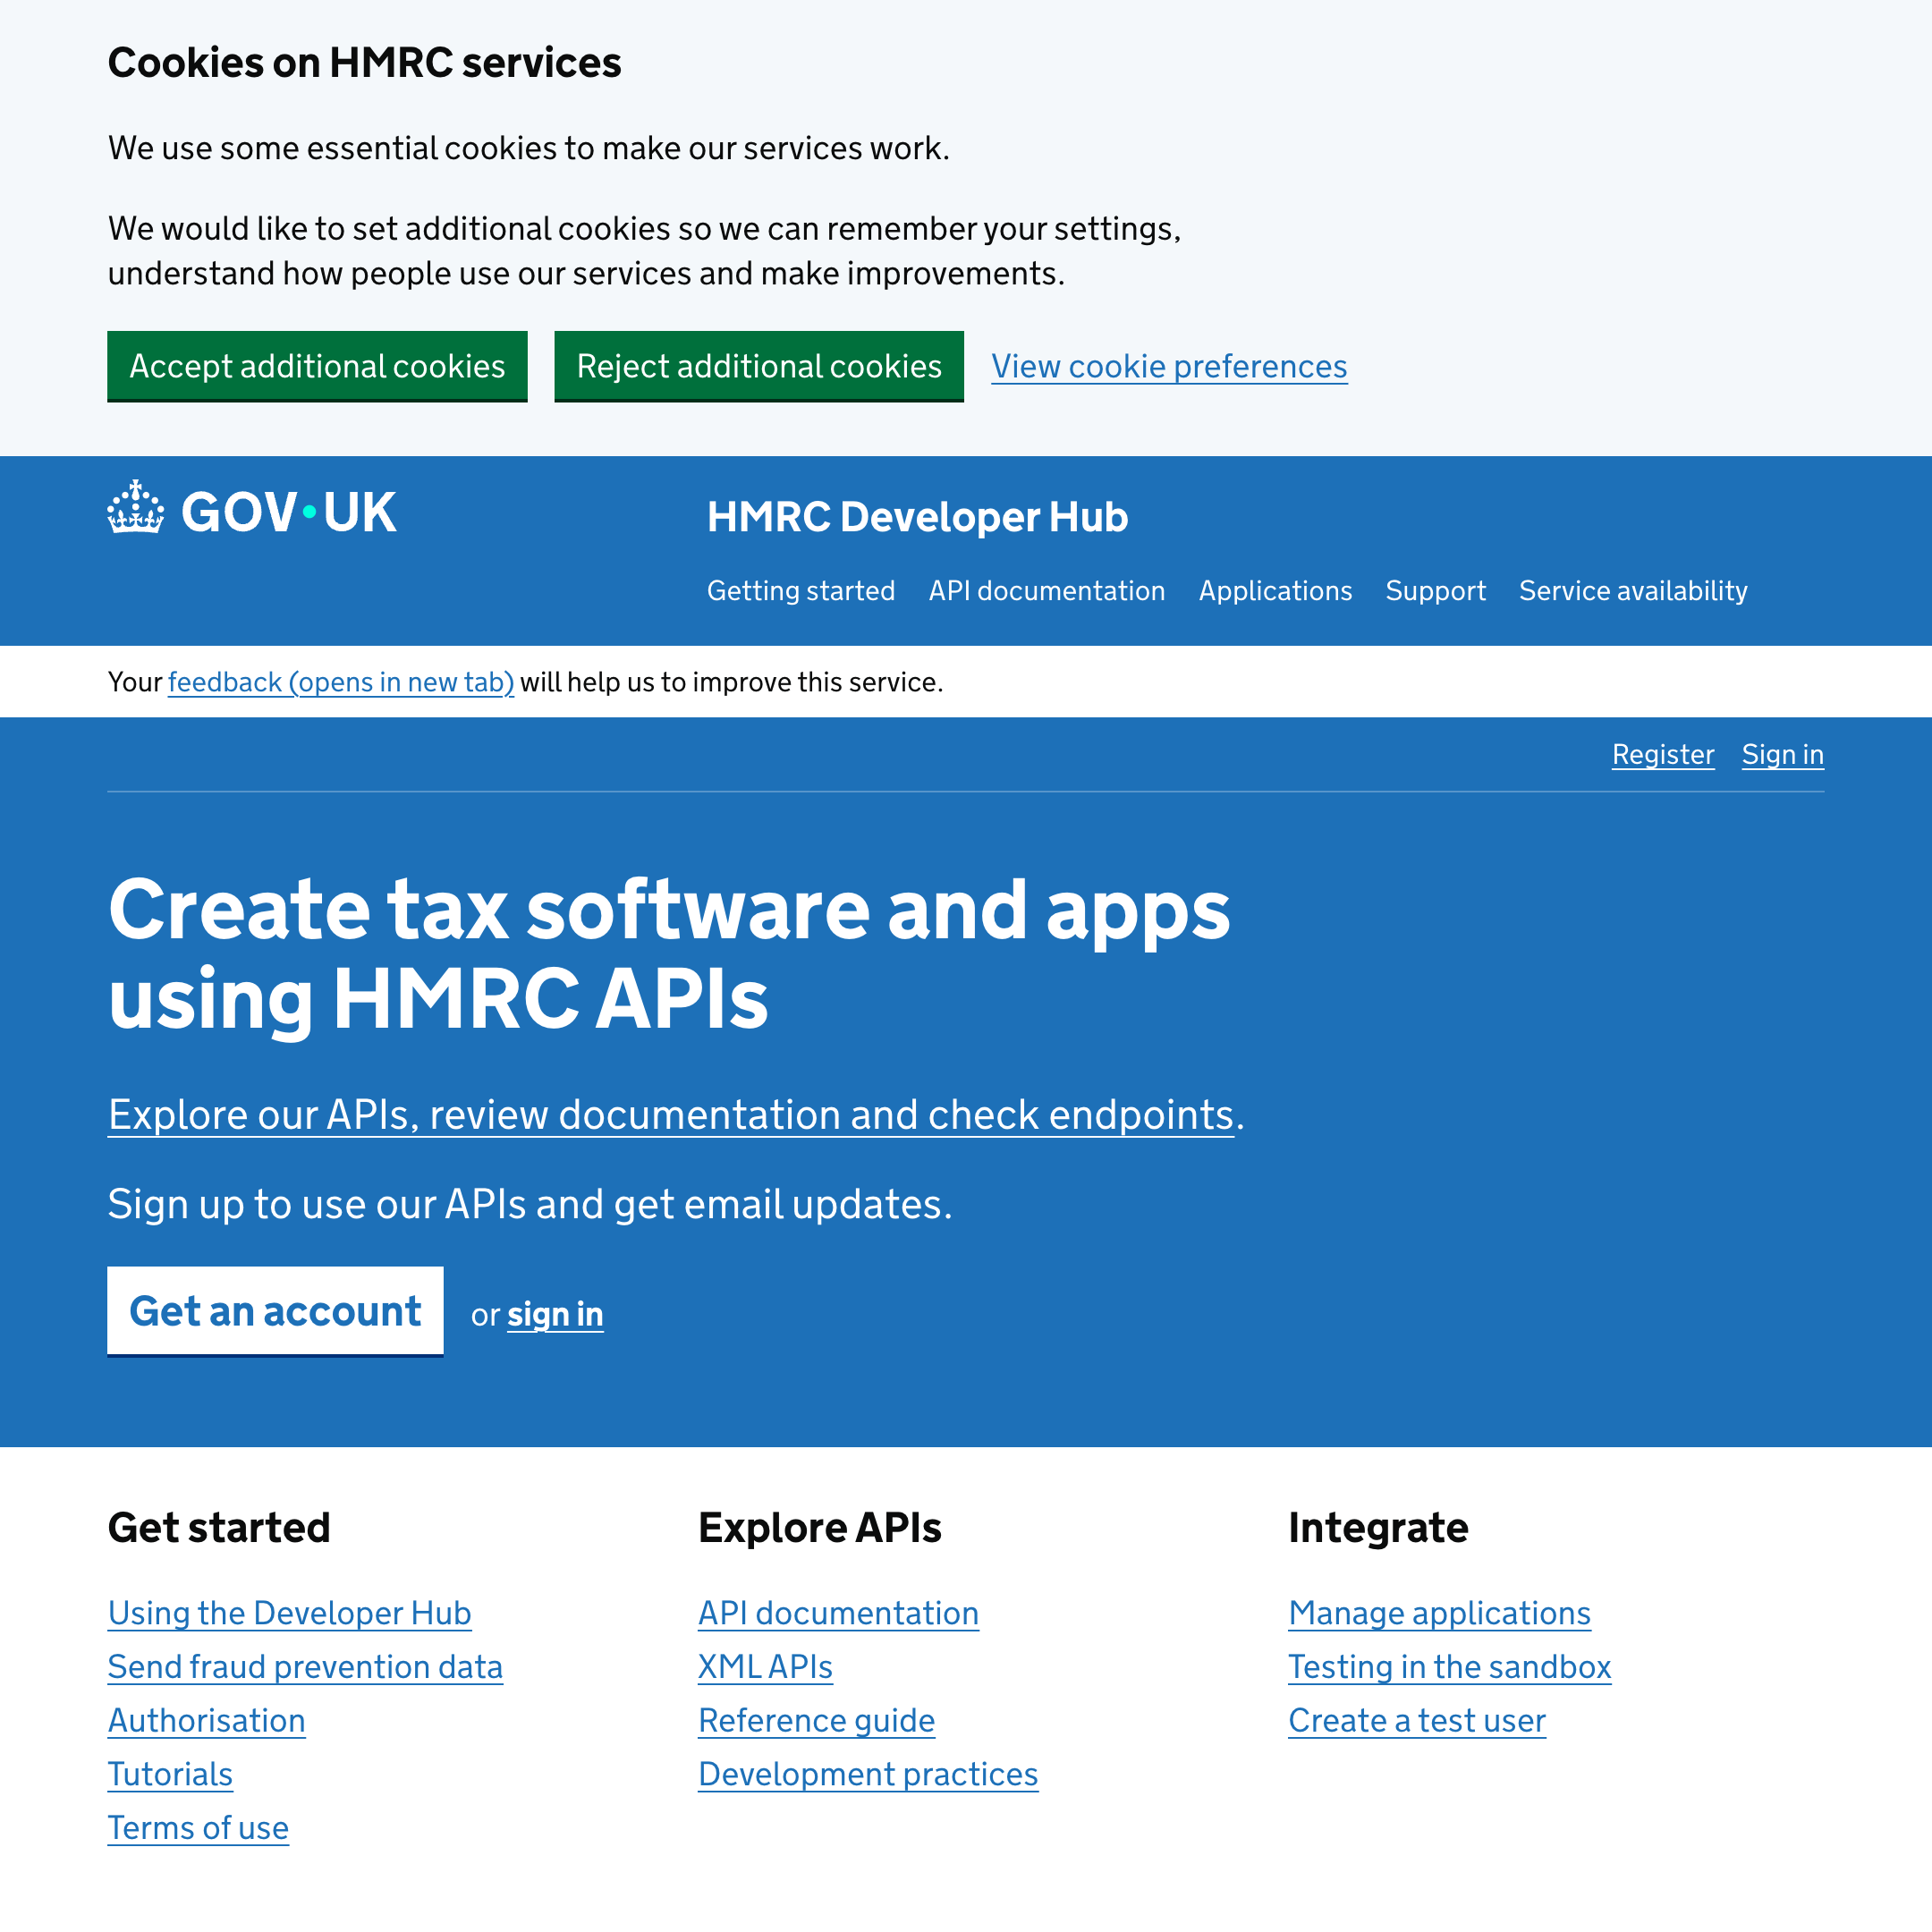 Cookies on HMRC services
We use some essential cookies to make our services work.
We would like to set additional cookies so we can remember your settings,
understand how people use our services and make improvements.
Accept additional cookies Reject additional cookies View cookie preferences
GOV·UK HMRC Developer Hub
Getting started API documentation Applications Support Service availability
Your feedback (opens in new tab) will help us to improve this service.
Register Sign in
Create tax software and apps
using HMRC APIs
Explore our APIs, review documentation and check endpoints.
Sign up to use our APIs and get email updates.
Get an account or sign in
Get started
Using the Developer Hub
Send fraud prevention data
Authorisation
Tutorials
Terms of use
Explore APIs
API documentation
XML APIs
Reference guide
Development practices
Integrate
Manage applications
Testing in the sandbox
Create a test user